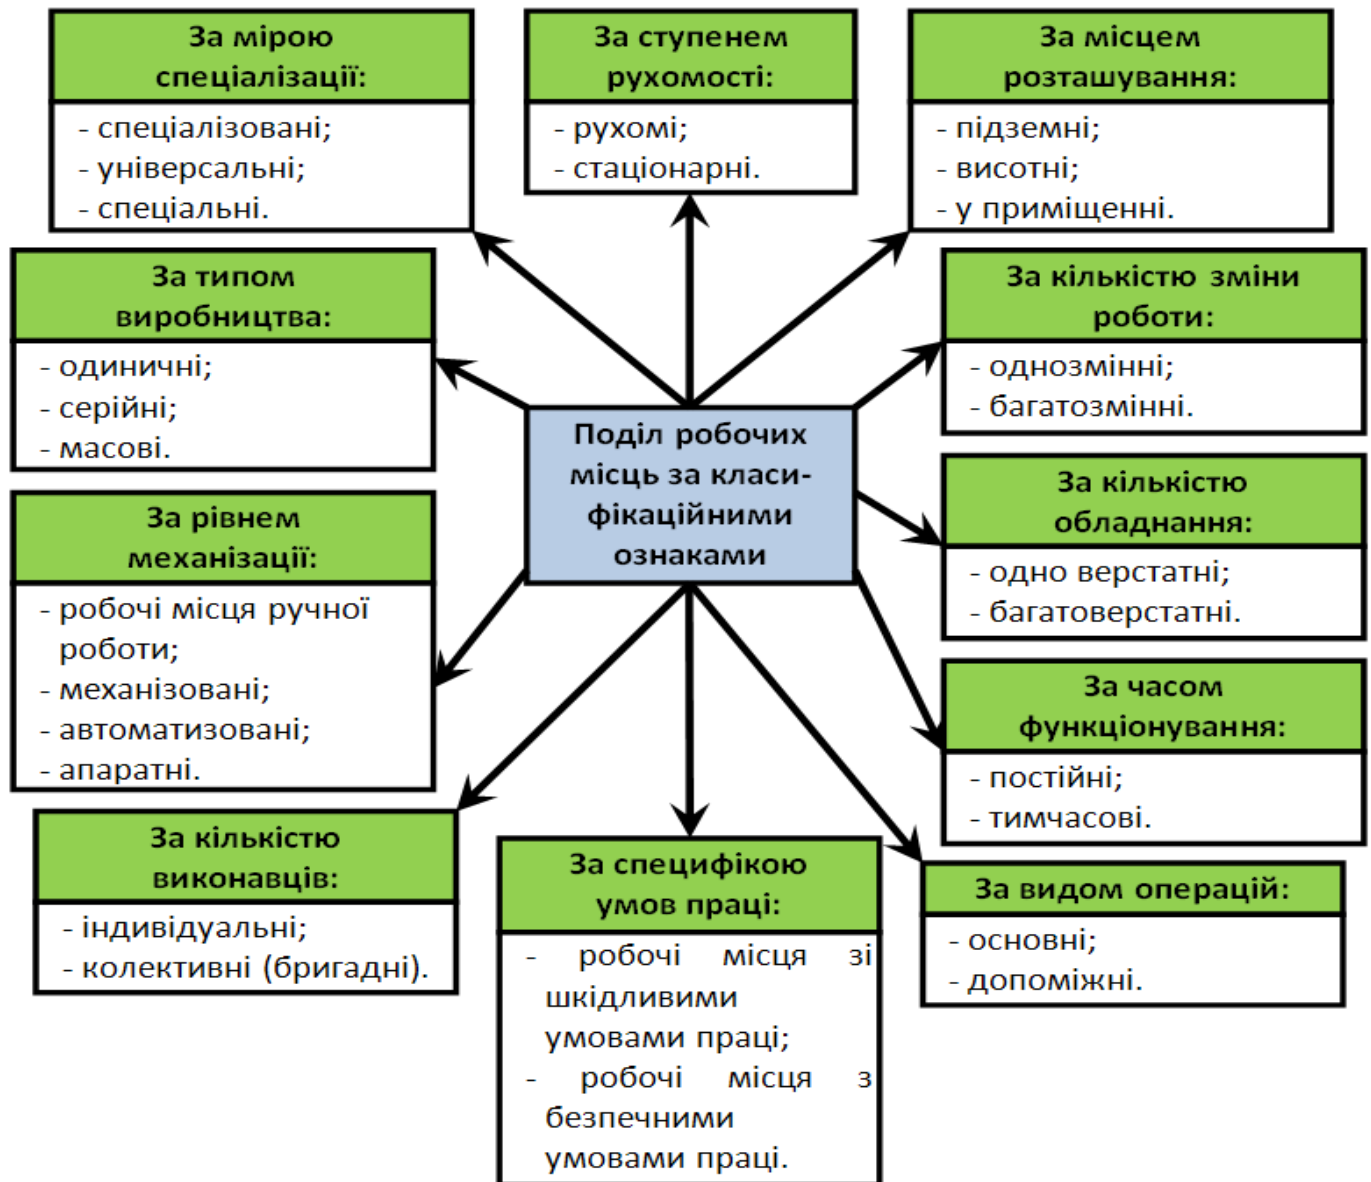 За мірою
спеціалізації:
- спеціалізовані;
- універсальні;
- спеціальні.
За ступенем
рухомості:
- рухомі;
- стаціонарні.
За місцем
розташування:
- підземні;
- висотні;
- у приміщенні.
За типом
виробництва:
- одиничні;
- серійні;
- масові.
За кількістю зміни
роботи:
- однозмінні;
- багатозмінні.
Поділ робочих
місць за класи-
фікаційними
ознаками
За рівнем
механізації:
- робочі місця ручної
роботи;
- механізовані;
- автоматизовані;
- апаратні.
За кількістю
обладнання:
- одно верстатні;
- багатоверстатні.
За часом
функціонування:
- постійні;
- тимчасові.
За кількістю
виконавців:
- індивідуальні;
- колективні (бригадні).
За специфікою
умов праці:
- робочі місця зі
шкідливими
умовами праці;
- робочі місця з
безпечними
умовами праці.
За видом операцій:
- основні;
- допоміжні.